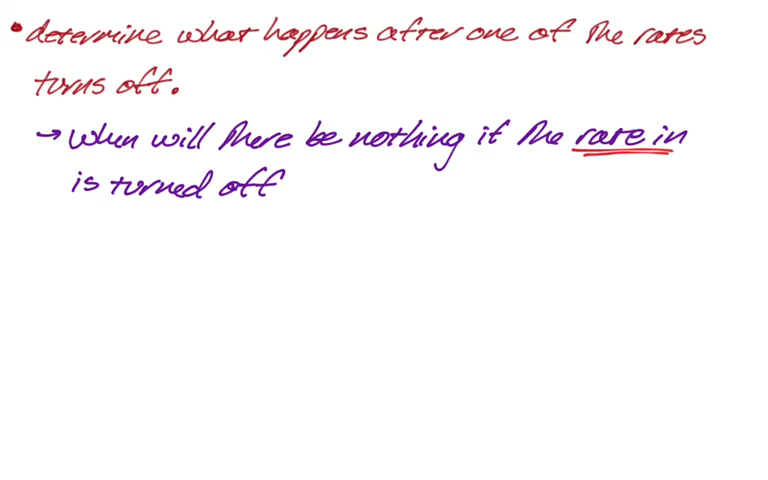 • determine what happens after one of the rates
turns off.
→ When will there be nothing if the rate in
is turned off